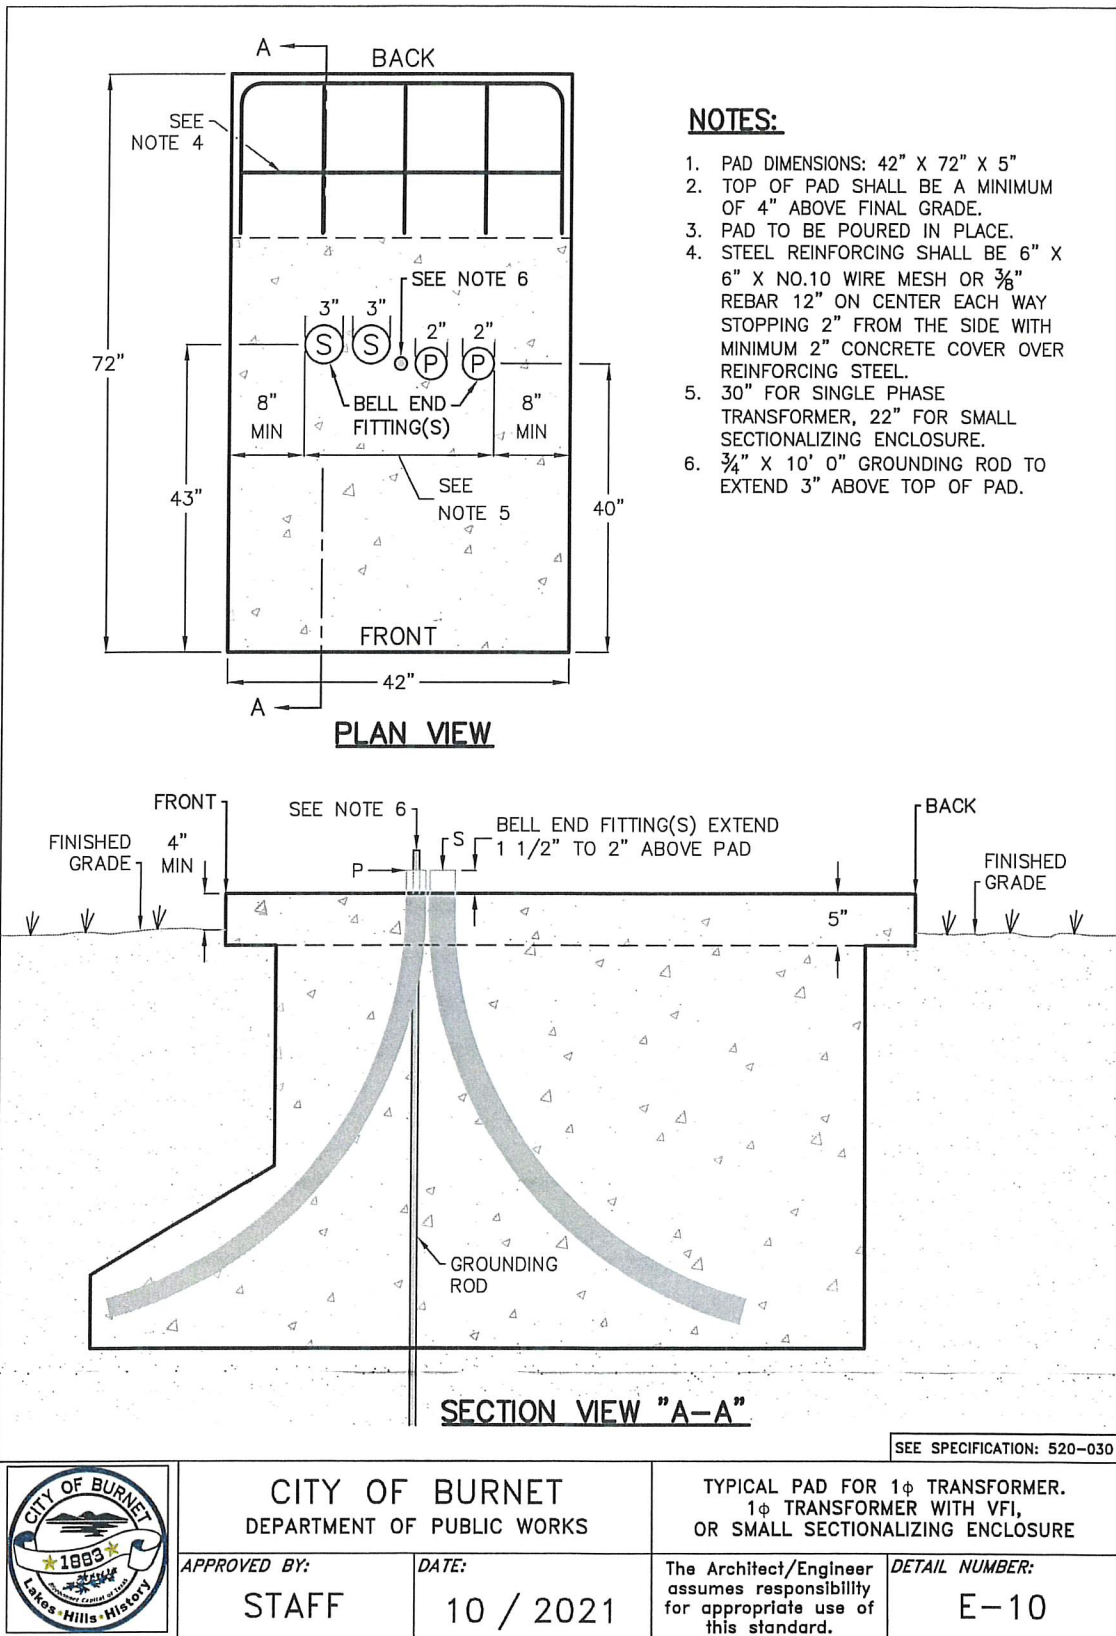 A
BACK
SEE
NOTE 4
72"
SEE NOTE 6
3" 3"
2" 2"
S S P P
BELL END
FITTING(S)
8"
MIN
8"
MIN
SEE
NOTE 5
43"
40"
FRONT
42"
A
PLAN VIEW
NOTES:
1. PAD DIMENSIONS: 42" X 72" X 5"
2. TOP OF PAD SHALL BE A MINIMUM
OF 4" ABOVE FINAL GRADE.
3. PAD TO BE POURED IN PLACE.
4. STEEL REINFORCING SHALL BE 6" X
6" X NO.10 WIRE MESH OR 3/8"
REBAR 12" ON CENTER EACH WAY
STOPPING 2" FROM THE SIDE WITH
MINIMUM 2" CONCRETE COVER OVER
REINFORCING STEEL.
5. 30" FOR SINGLE PHASE
TRANSFORMER, 22" FOR SMALL
SECTIONALIZING ENCLOSURE.
6. 3/4" X 10' 0" GROUNDING ROD TO
EXTEND 3" ABOVE TOP OF PAD.
FRONT
SEE NOTE 6
BELL END FITTING(S) EXTEND
1 1/2" TO 2" ABOVE PAD
BACK
FINISHED
GRADE
4"
MIN
P
S
5"
FINISHED
GRADE
GROUNDING
ROD
SECTION VIEW "A-A"
SEE SPECIFICATION: 520-030
CITY OF BURNET
1883
Bluebonnet Capital of Texas
Lakes·Hills·History
CITY OF BURNET
DEPARTMENT OF PUBLIC WORKS
TYPICAL PAD FOR 1ϕ TRANSFORMER.
1ϕ TRANSFORMER WITH VFI,
OR SMALL SECTIONALIZING ENCLOSURE
APPROVED BY:
STAFF
DATE:
10 / 2021
The Architect/Engineer
assumes responsibility
for appropriate use of
this standard.
DETAIL NUMBER:
E-10